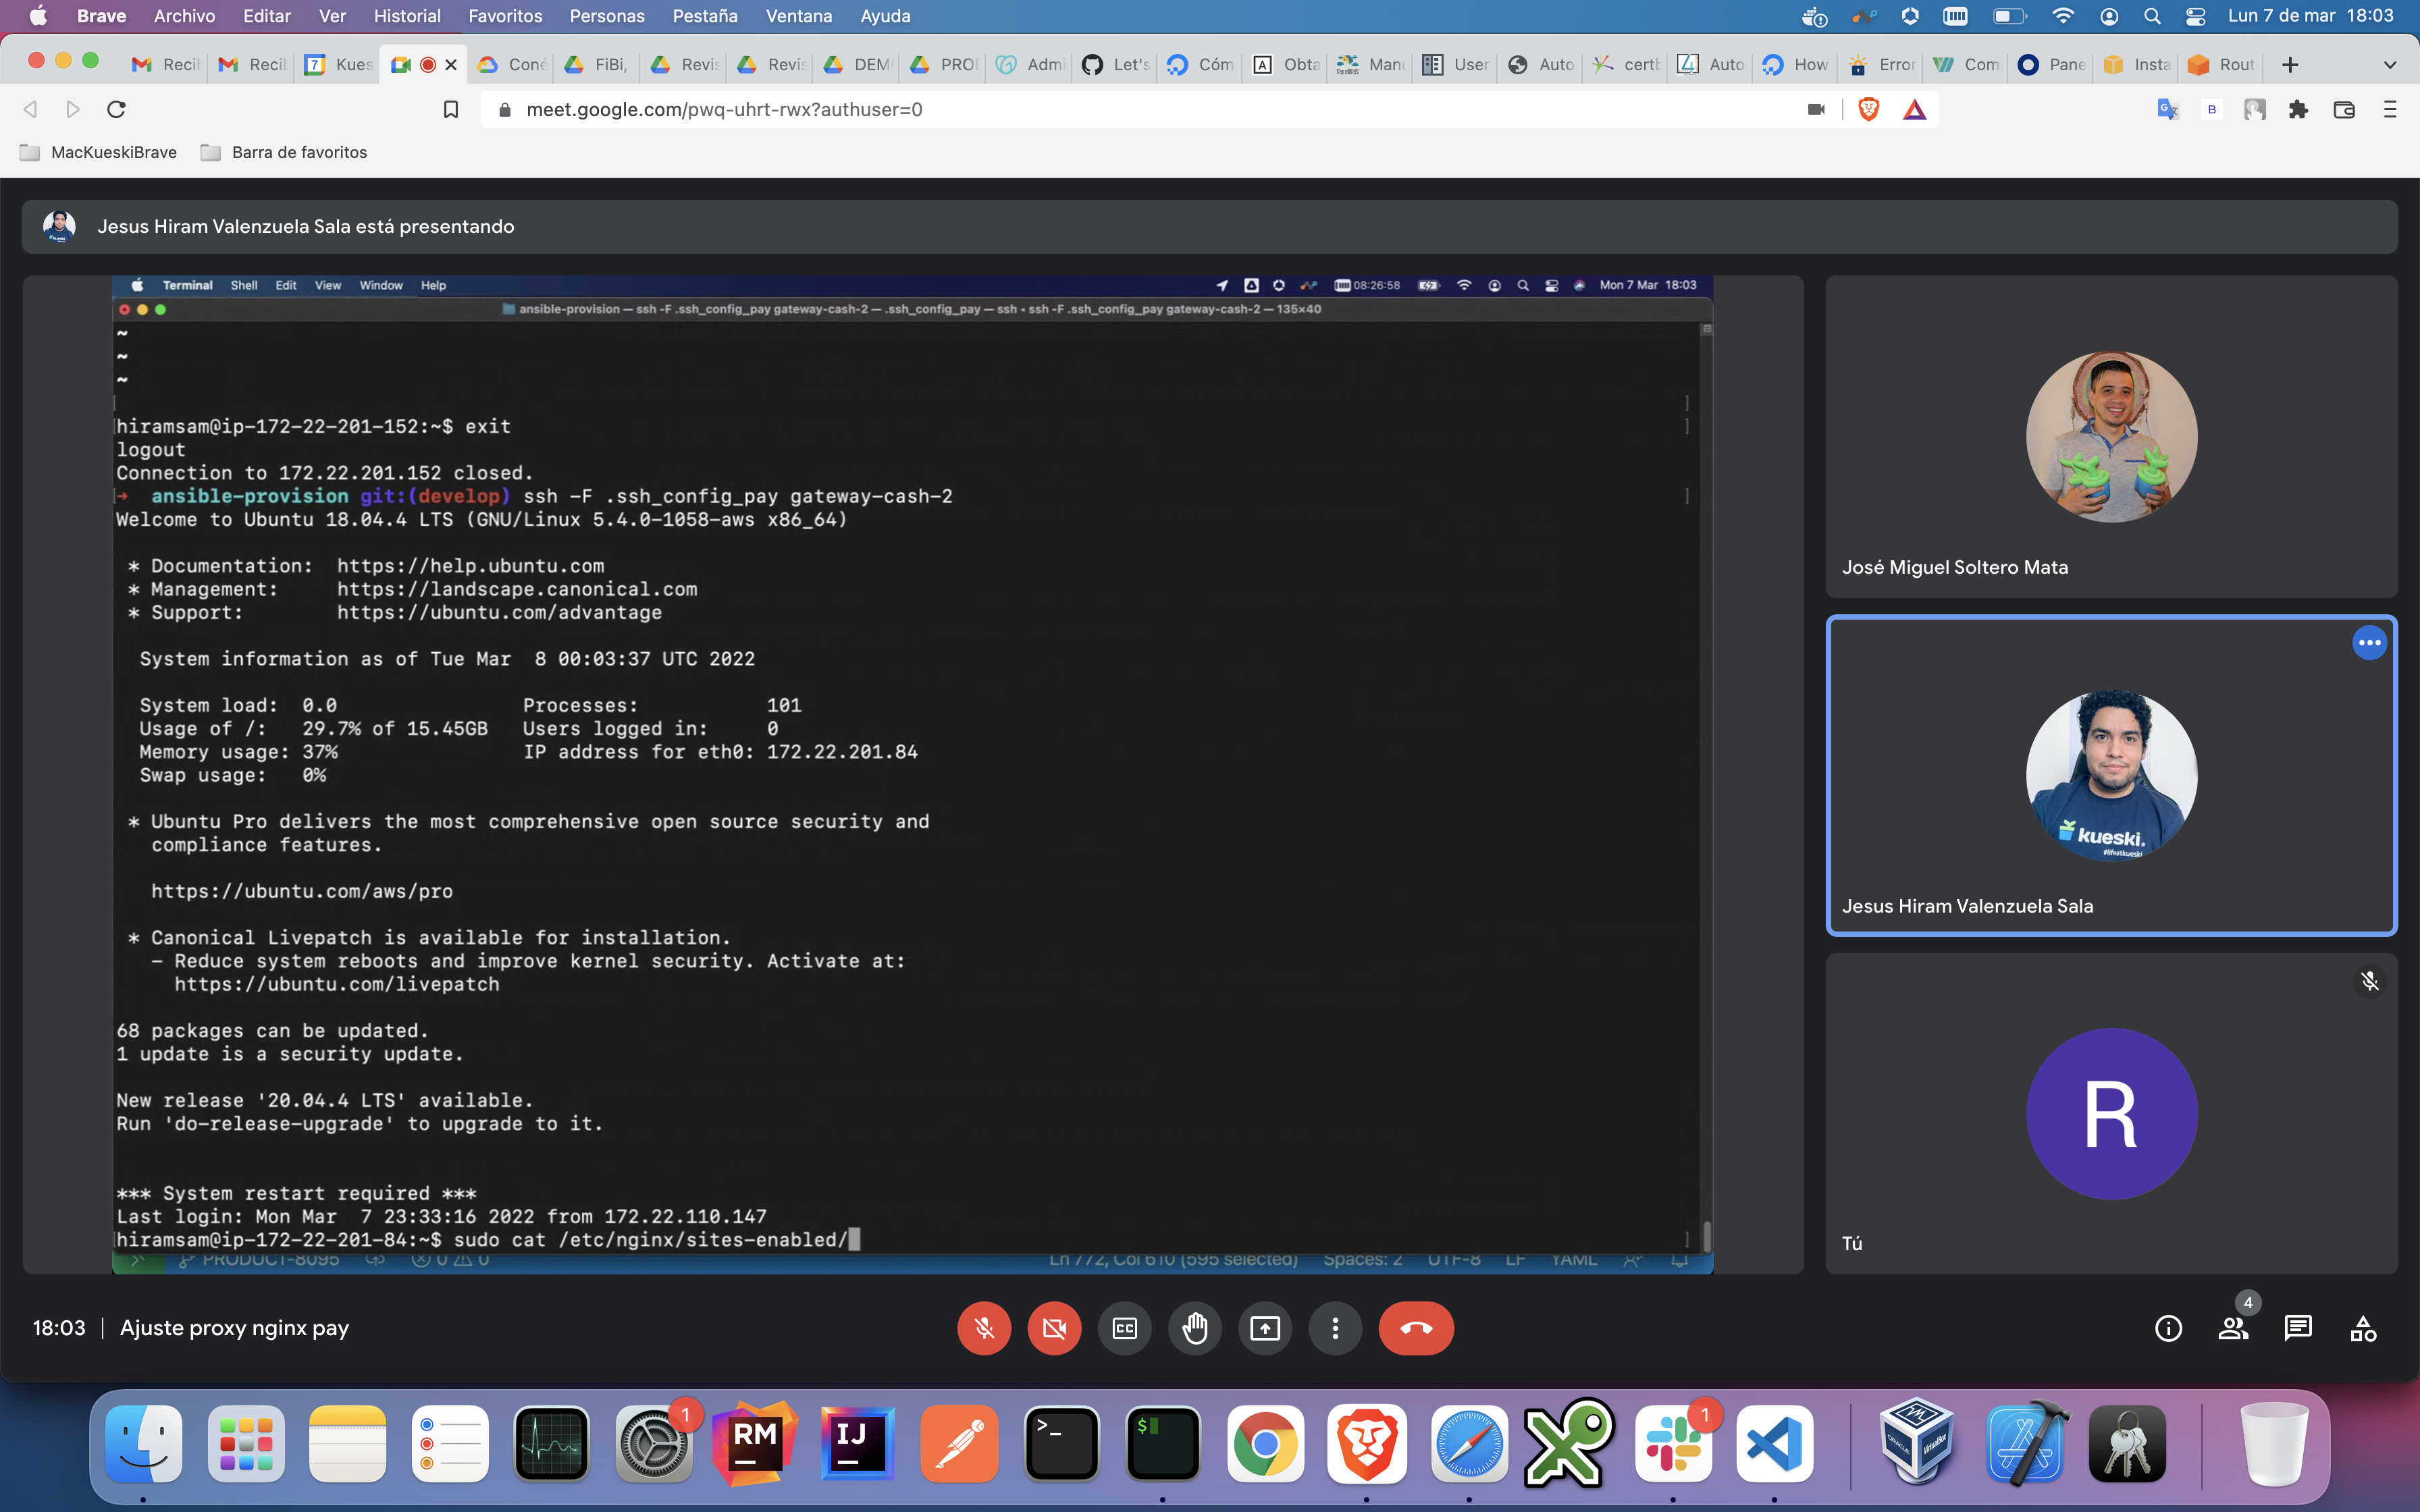 Brave Archivo Editar Ver Historial Favoritos Personas Pestaña Ventana Ayuda Lun 7 de mar 18:03
Recil Recil 7 Kues Coné FiBi, Revis Revis DEM PROI Admi Let's Cóm A Obta Manu User Auto certb Auto How Error Com Pane Insta Rout
meet.google.com/pwq-uhrt-rwx?authuser=0 B
MacKueskiBrave Barra de favoritos
Jesus Hiram Valenzuela Sala está presentando
Terminal Shell Edit View Window Help 08:26:58 Mon 7 Mar 18:03
ansible-provision — ssh -F .ssh_config_pay gateway-cash-2 — .ssh_config_pay — ssh ◂ ssh -F .ssh_config_pay gateway-cash-2 — 135×40
~
~
~
[ ]
[hiramsam@ip-172-22-201-152:~$ exit ]
logout
Connection to 172.22.201.152 closed.
[➜ ansible-provision git:(develop) ssh -F .ssh_config_pay gateway-cash-2 ]
Welcome to Ubuntu 18.04.4 LTS (GNU/Linux 5.4.0-1058-aws x86_64)
* Documentation: https://help.ubuntu.com
* Management: https://landscape.canonical.com
* Support: https://ubuntu.com/advantage
System information as of Tue Mar 8 00:03:37 UTC 2022
System load: 0.0 Processes: 101
Usage of /: 29.7% of 15.45GB Users logged in: 0
Memory usage: 37% IP address for eth0: 172.22.201.84
Swap usage: 0%
* Ubuntu Pro delivers the most comprehensive open source security and
compliance features.
https://ubuntu.com/aws/pro
* Canonical Livepatch is available for installation.
- Reduce system reboots and improve kernel security. Activate at:
https://ubuntu.com/livepatch
68 packages can be updated.
1 update is a security update.
New release '20.04.4 LTS' available.
Run 'do-release-upgrade' to upgrade to it.
*** System restart required ***
Last login: Mon Mar 7 23:33:16 2022 from 172.22.110.147
[hiramsam@ip-172-22-201-84:~$ sudo cat /etc/nginx/sites-enabled/ ]
PRODUCT-8095 0 0 Ln 772, Col 610 (595 selected) Spaces: 2 UTF-8 LF YAML
José Miguel Soltero Mata
kueski.
#lifeatkueski
Jesus Hiram Valenzuela Sala
R
Tú
18:03 | Ajuste proxy nginx pay
CC
4
1
RM
IJ
>_
$
1